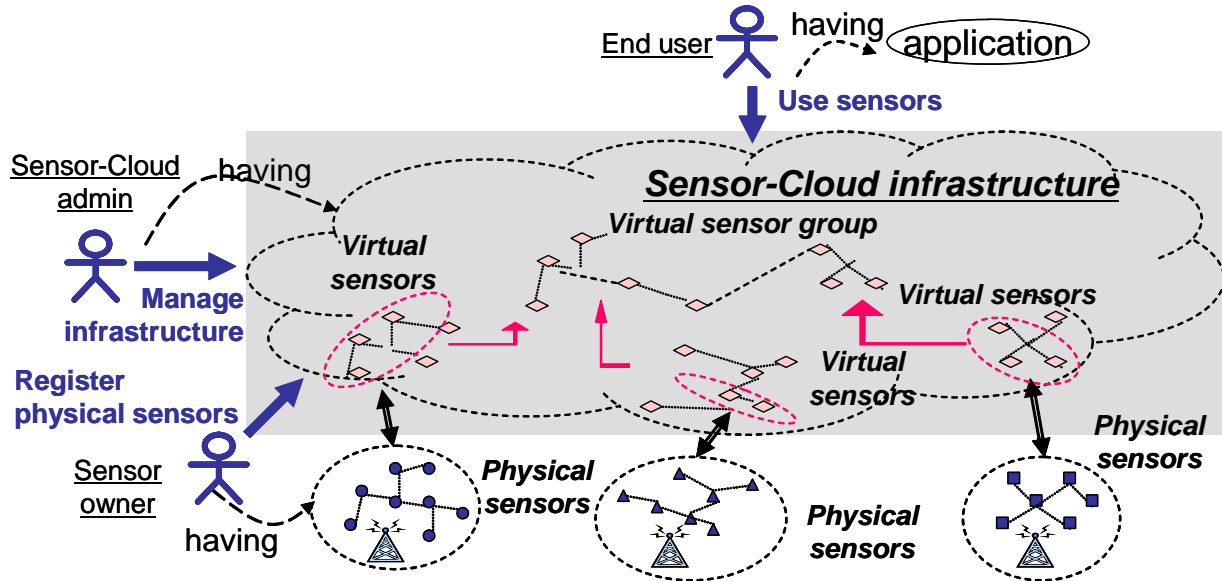 End user
having
application
Use sensors
Sensor-Cloud
admin
having
Sensor-Cloud infrastructure
Virtual sensor group
Virtual
sensors
Manage
infrastructure
Virtual sensors
Virtual
sensors
Register
physical sensors
Sensor
owner
having
Physical
sensors
Physical
sensors
Physical
sensors